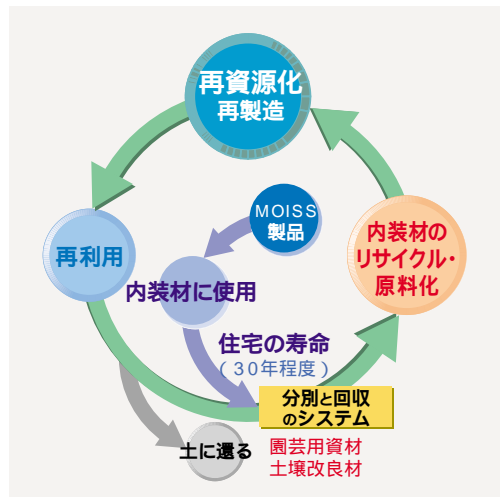 再資源化
再製造
MOISS
製品
再利用
内装材の
リサイクル・
原料化
内装材に使用
住宅の寿命
(30年程度)
分別と回収
のシステム
土に還る
園芸用資材
土壌改良材